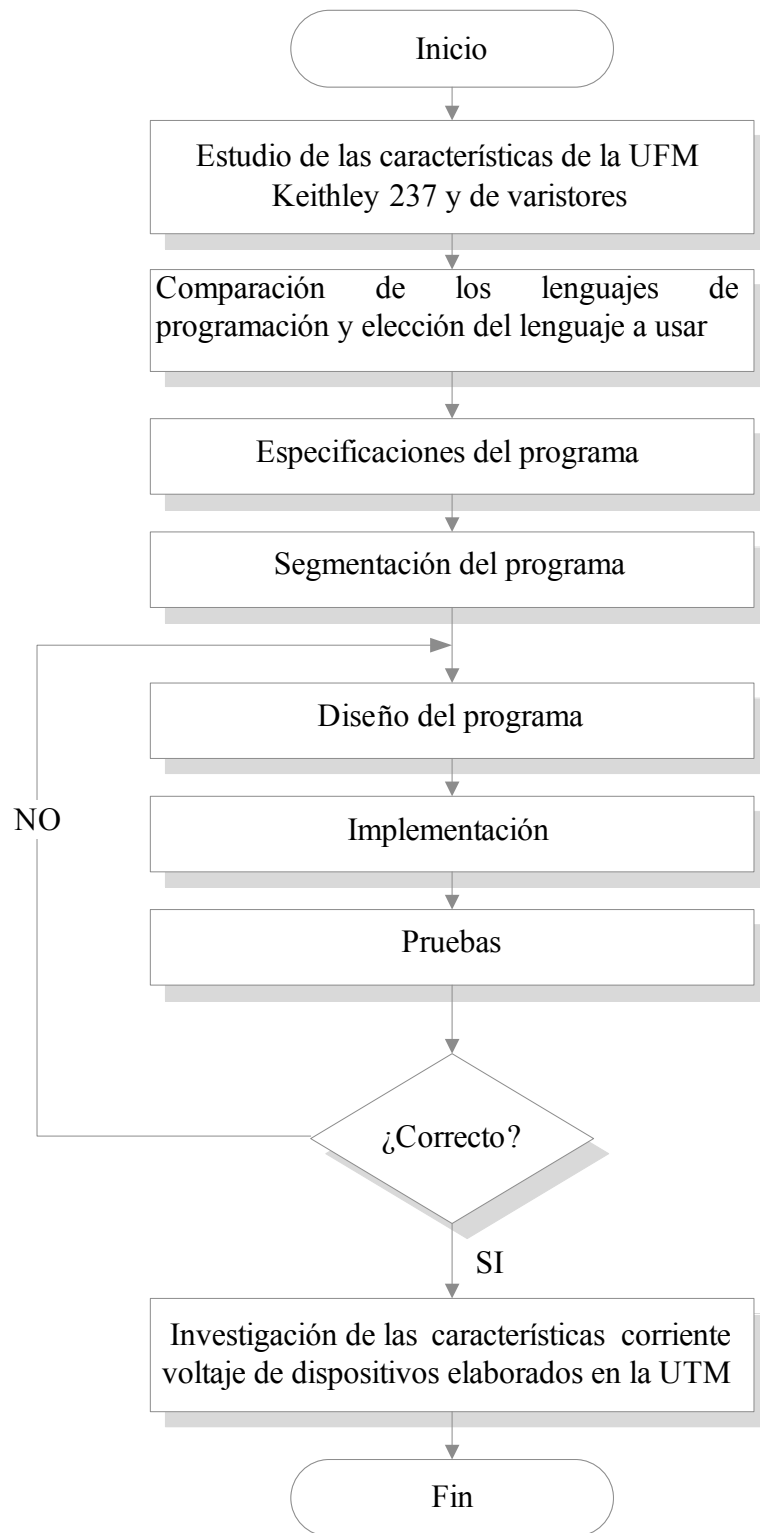 Inicio
Estudio de las características de la UFM
Keithley 237 y de varistores
Comparación de los lenguajes de
programación y elección del lenguaje a usar
Especificaciones del programa
Segmentación del programa
Diseño del programa
NO
Implementación
Pruebas
¿Correcto?
SI
Investigación de las características corriente
voltaje de dispositivos elaborados en la UTM
Fin